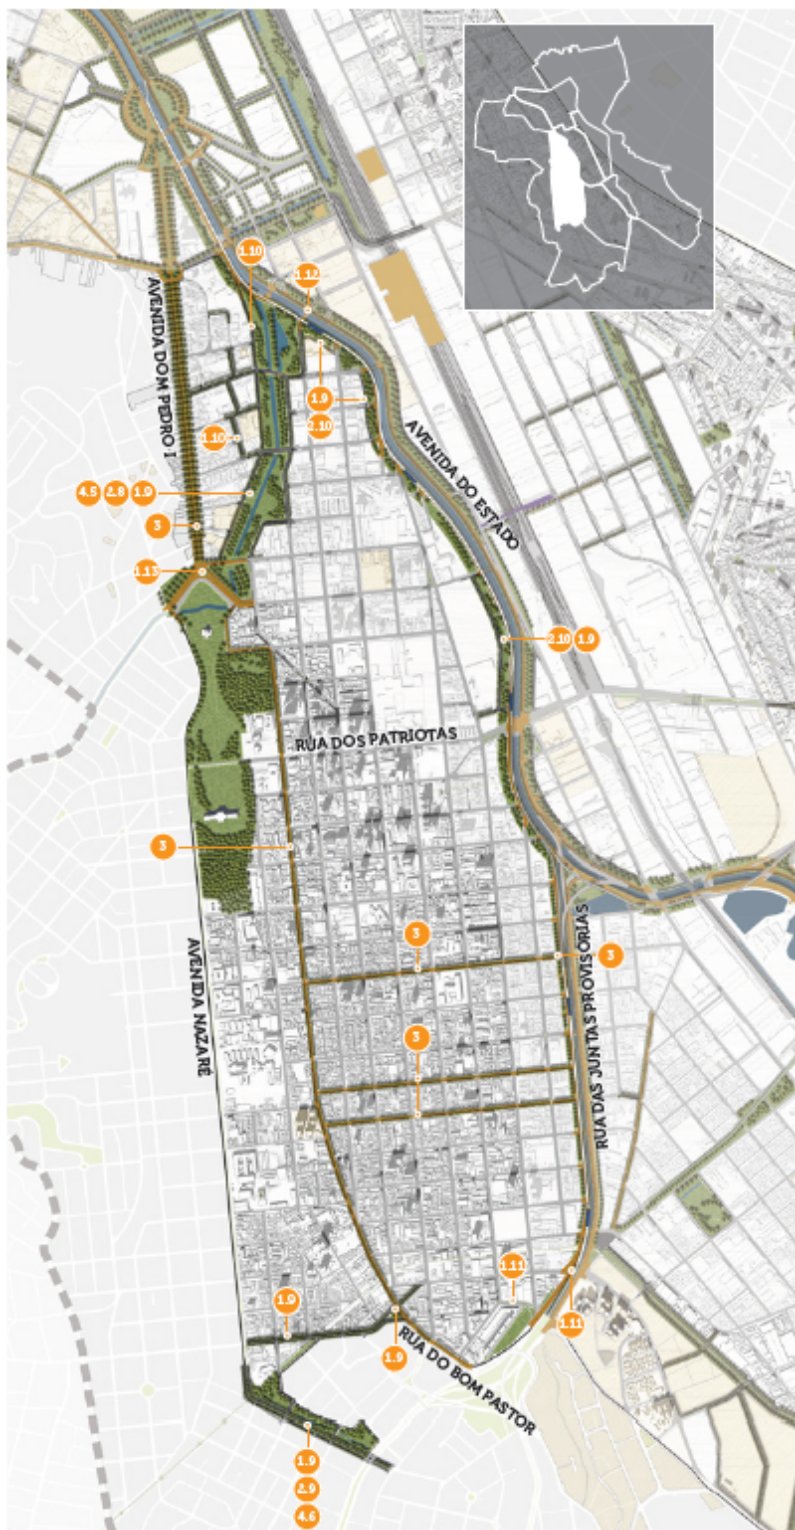 1.10
1.12
AVENIDA DOM PEDRO I
1.9
2.10
1.10
AVENIDA DO ESTADO
4.5 2.8 1.9
3
1.13
2.10 1.9
RUA DOS PATRIOTAS
3
3
3
AVENIDA NAZARÉ
RUA DAS JUNTAS PROVISÓRIAS
3
1.11
1.9
1.11
1.9
RUA DO BOM PASTOR
1.9
2.9
4.6